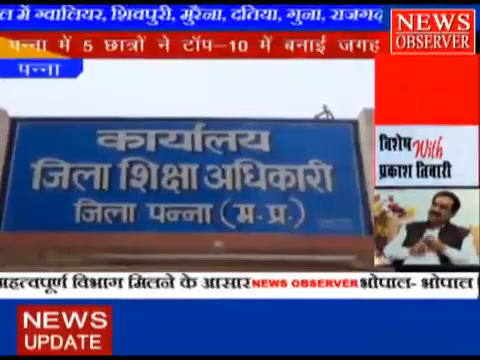 ल में ग्वालियर, शिवपुरी, मुरैना, दतिया, गुना, राजगढ
NEWS
OBSERVER
पन्ना में 5 छात्रों ने टॉप-10 में बनाई जगह
पन्ना
कार्यालय
जिला शिक्षा अधिकारी
जिला पन्ना (म.प्र.)
विशेष With
प्रकाश तिवारी
महत्वपूर्ण विभाग मिलने के आसार NEWS OBSERVER भोपाल- भोपाल
NEWS
UPDATE